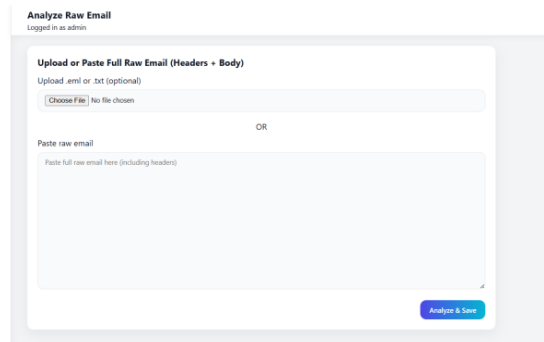 Analyze Raw Email
Logged in as admin
Upload or Paste Full Raw Email (Headers + Body)
Upload .eml or .txt (optional)
Choose File No file chosen
OR
Paste raw email
Paste full raw email here (including headers)
Analyze & Save